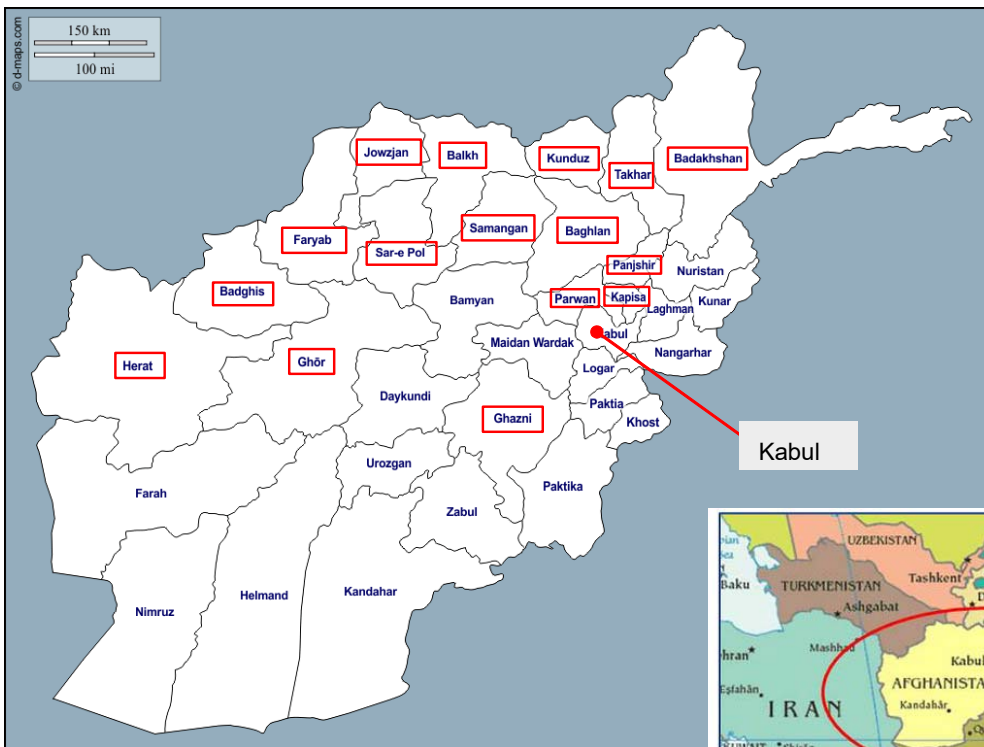 © d-maps.com
150 km
100 mi
Jowzjan
Balkh
Kunduz
Takhar
Badakhshan
Faryab
Sar-e Pol
Samangan
Baghlan
Panjshir
Nuristan
Badghis
Bamyan
Parwan
Kapisa
Laghman
Kunar
abul
Maidan Wardak
Nangarhar
Herat
Ghōr
Logar
Daykundi
Paktia
Ghazni
Khost
Kabul
Urozgan
Farah
Paktika
Zabul
Nimruz
Helmand
Kandahar
UZBEKISTAN
Tashkent
Baku
TURKMENISTAN
Ashgabat
Mashhad
hran
Kabul
AFGHANISTA
Eşfahān
IRAN
Kandahār